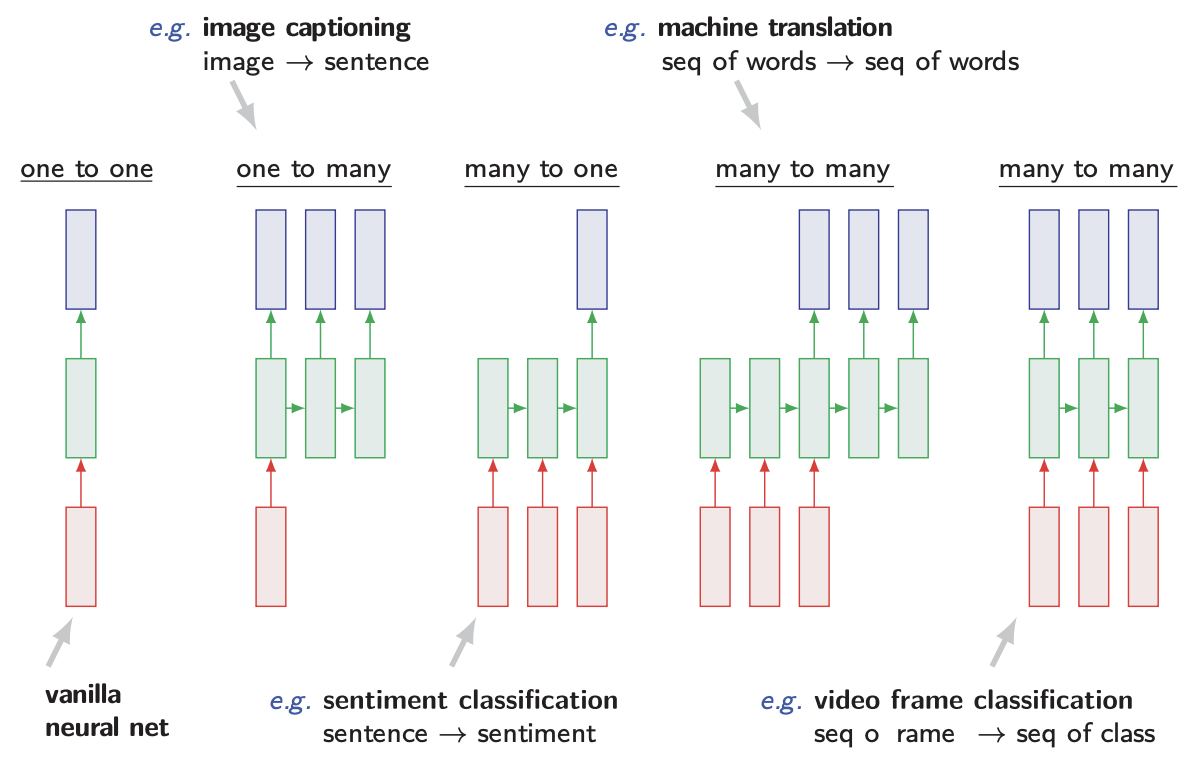 e.g. image captioning
image → sentence
e.g. machine translation
seq of words → seq of words
one to one
one to many
many to one
many to many
many to many
vanilla
neural net
e.g. sentiment classification
sentence → sentiment
e.g. video frame classification
seq o rame → seq of class